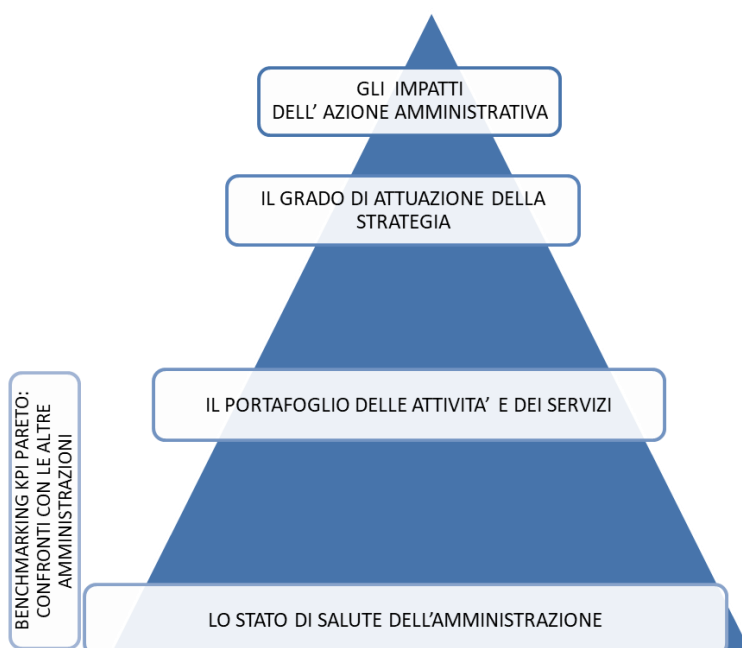 GLI IMPATTI
DELL’ AZIONE AMMINISTRATIVA
IL GRADO DI ATTUAZIONE DELLA
STRATEGIA
IL PORTAFOGLIO DELLE ATTIVITA’ E DEI SERVIZI
BENCHMARKING KPI PARETO:
CONFRONTI CON LE ALTRE
AMMINISTRAZIONI
LO STATO DI SALUTE DELL’AMMINISTRAZIONE